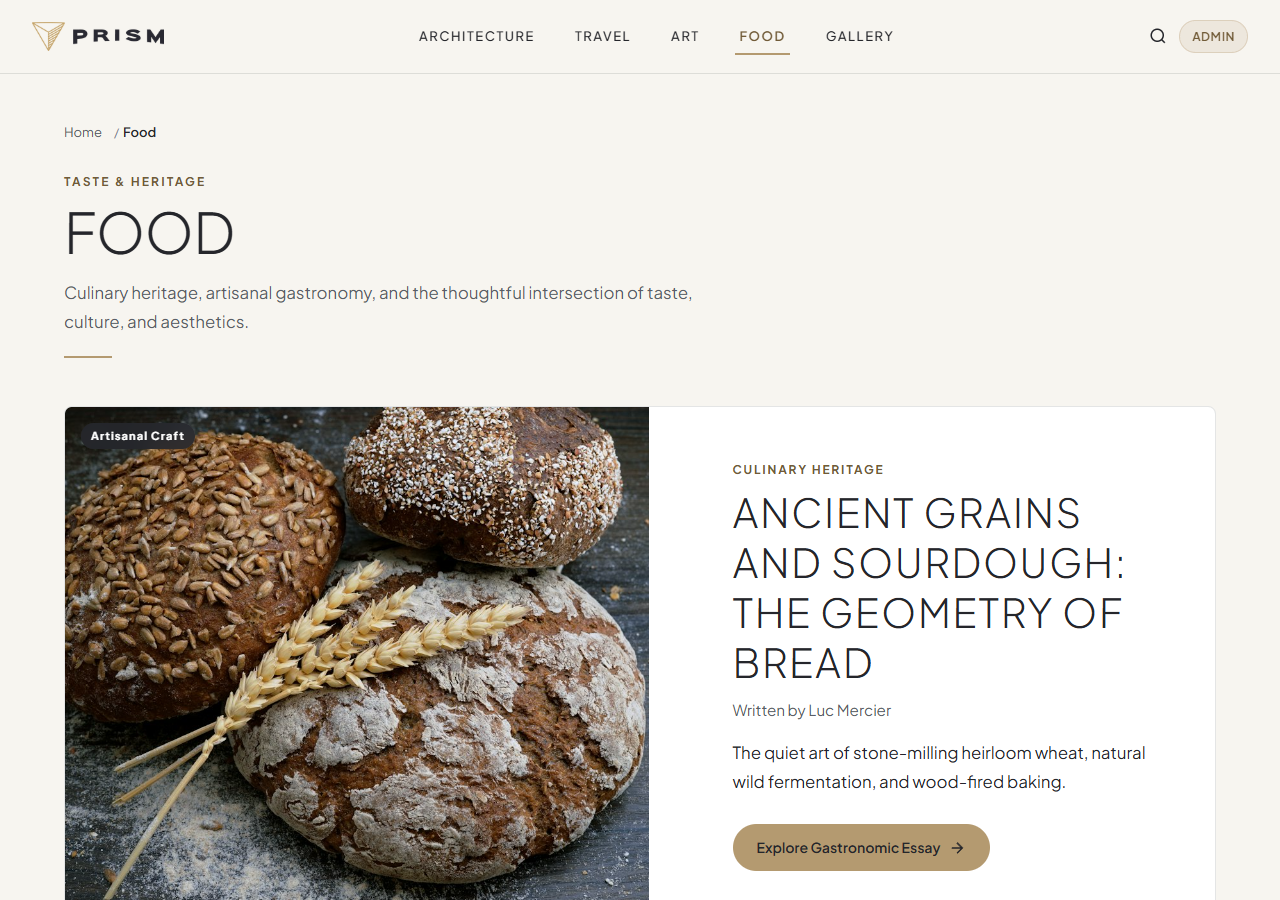 PRISM
ARCHITECTURE TRAVEL ART FOOD GALLERY
ADMIN
Home / Food
TASTE & HERITAGE
FOOD
Culinary heritage, artisanal gastronomy, and the thoughtful intersection of taste,
culture, and aesthetics.
Artisanal Craft
CULINARY HERITAGE
ANCIENT GRAINS
AND SOURDOUGH:
THE GEOMETRY OF
BREAD
Written by Luc Mercier
The quiet art of stone-milling heirloom wheat, natural
wild fermentation, and wood-fired baking.
Explore Gastronomic Essay →